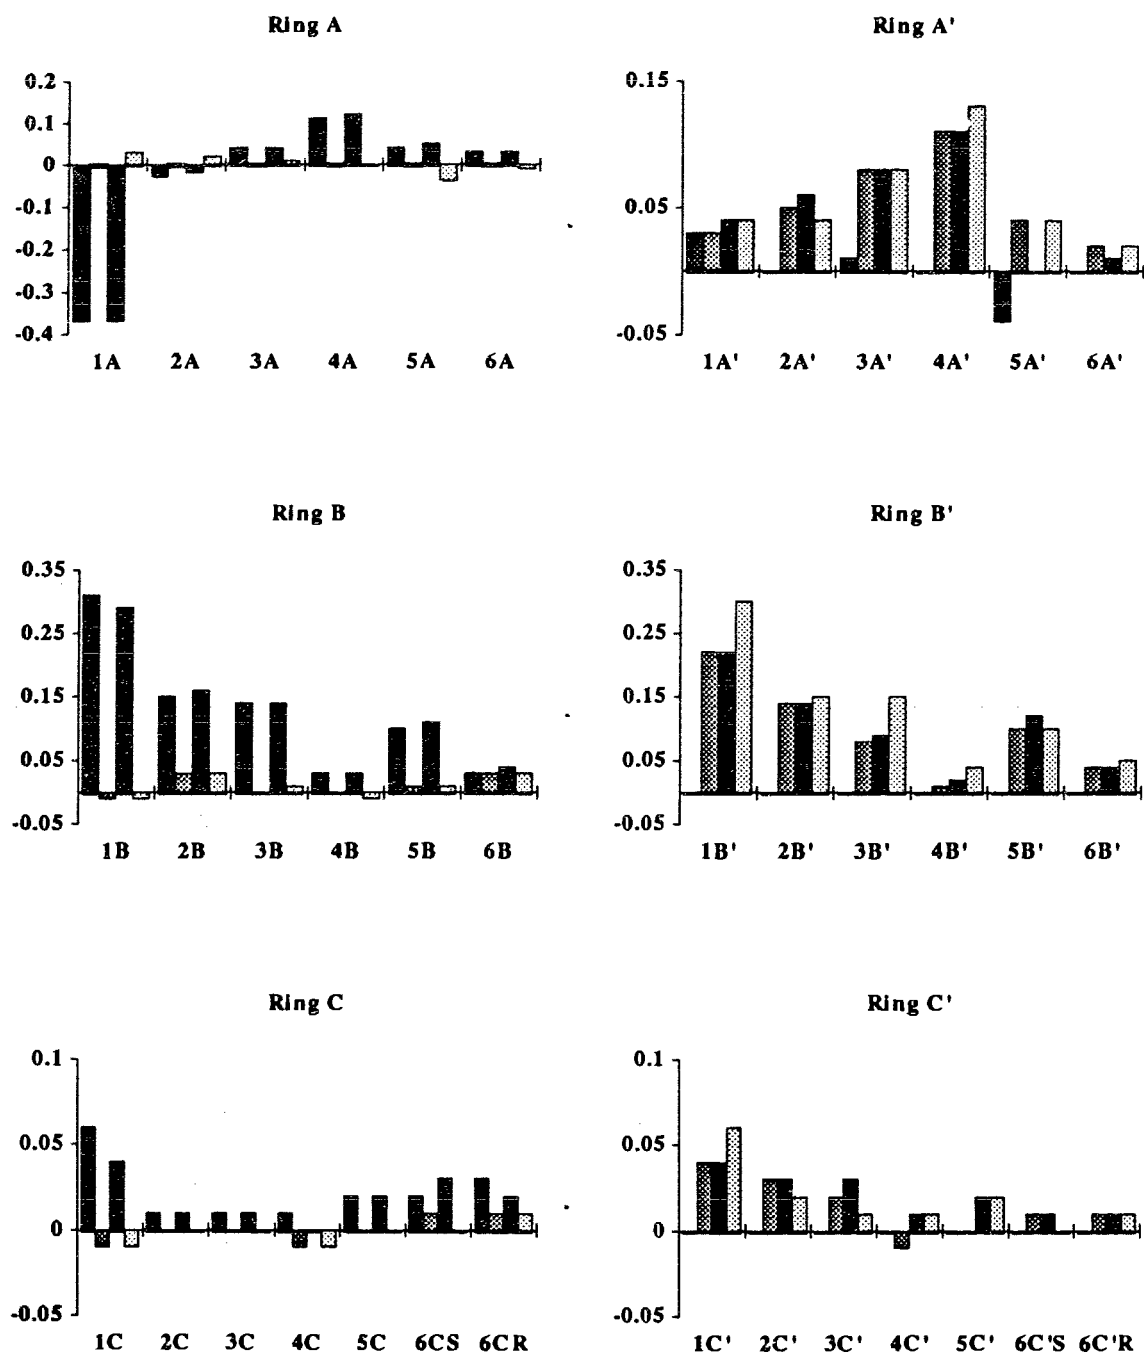 Ring A
0.2
0.1
0
-0.1
-0.2
-0.3
-0.4
1A 2A 3A 4A 5A 6A
Ring A'
0.15
0.05
-0.05
1A' 2A' 3A' 4A' 5A' 6A'
Ring B
0.35
0.25
0.15
0.05
-0.05
1B 2B 3B 4B 5B 6B
Ring B'
0.35
0.25
0.15
0.05
-0.05
1B' 2B' 3B' 4B' 5B' 6B'
Ring C
0.1
0.05
0
-0.05
1C 2C 3C 4C 5C 6CS 6CR
Ring C'
0.1
0.05
0
-0.05
1C' 2C' 3C' 4C' 5C' 6C'S 6C'R